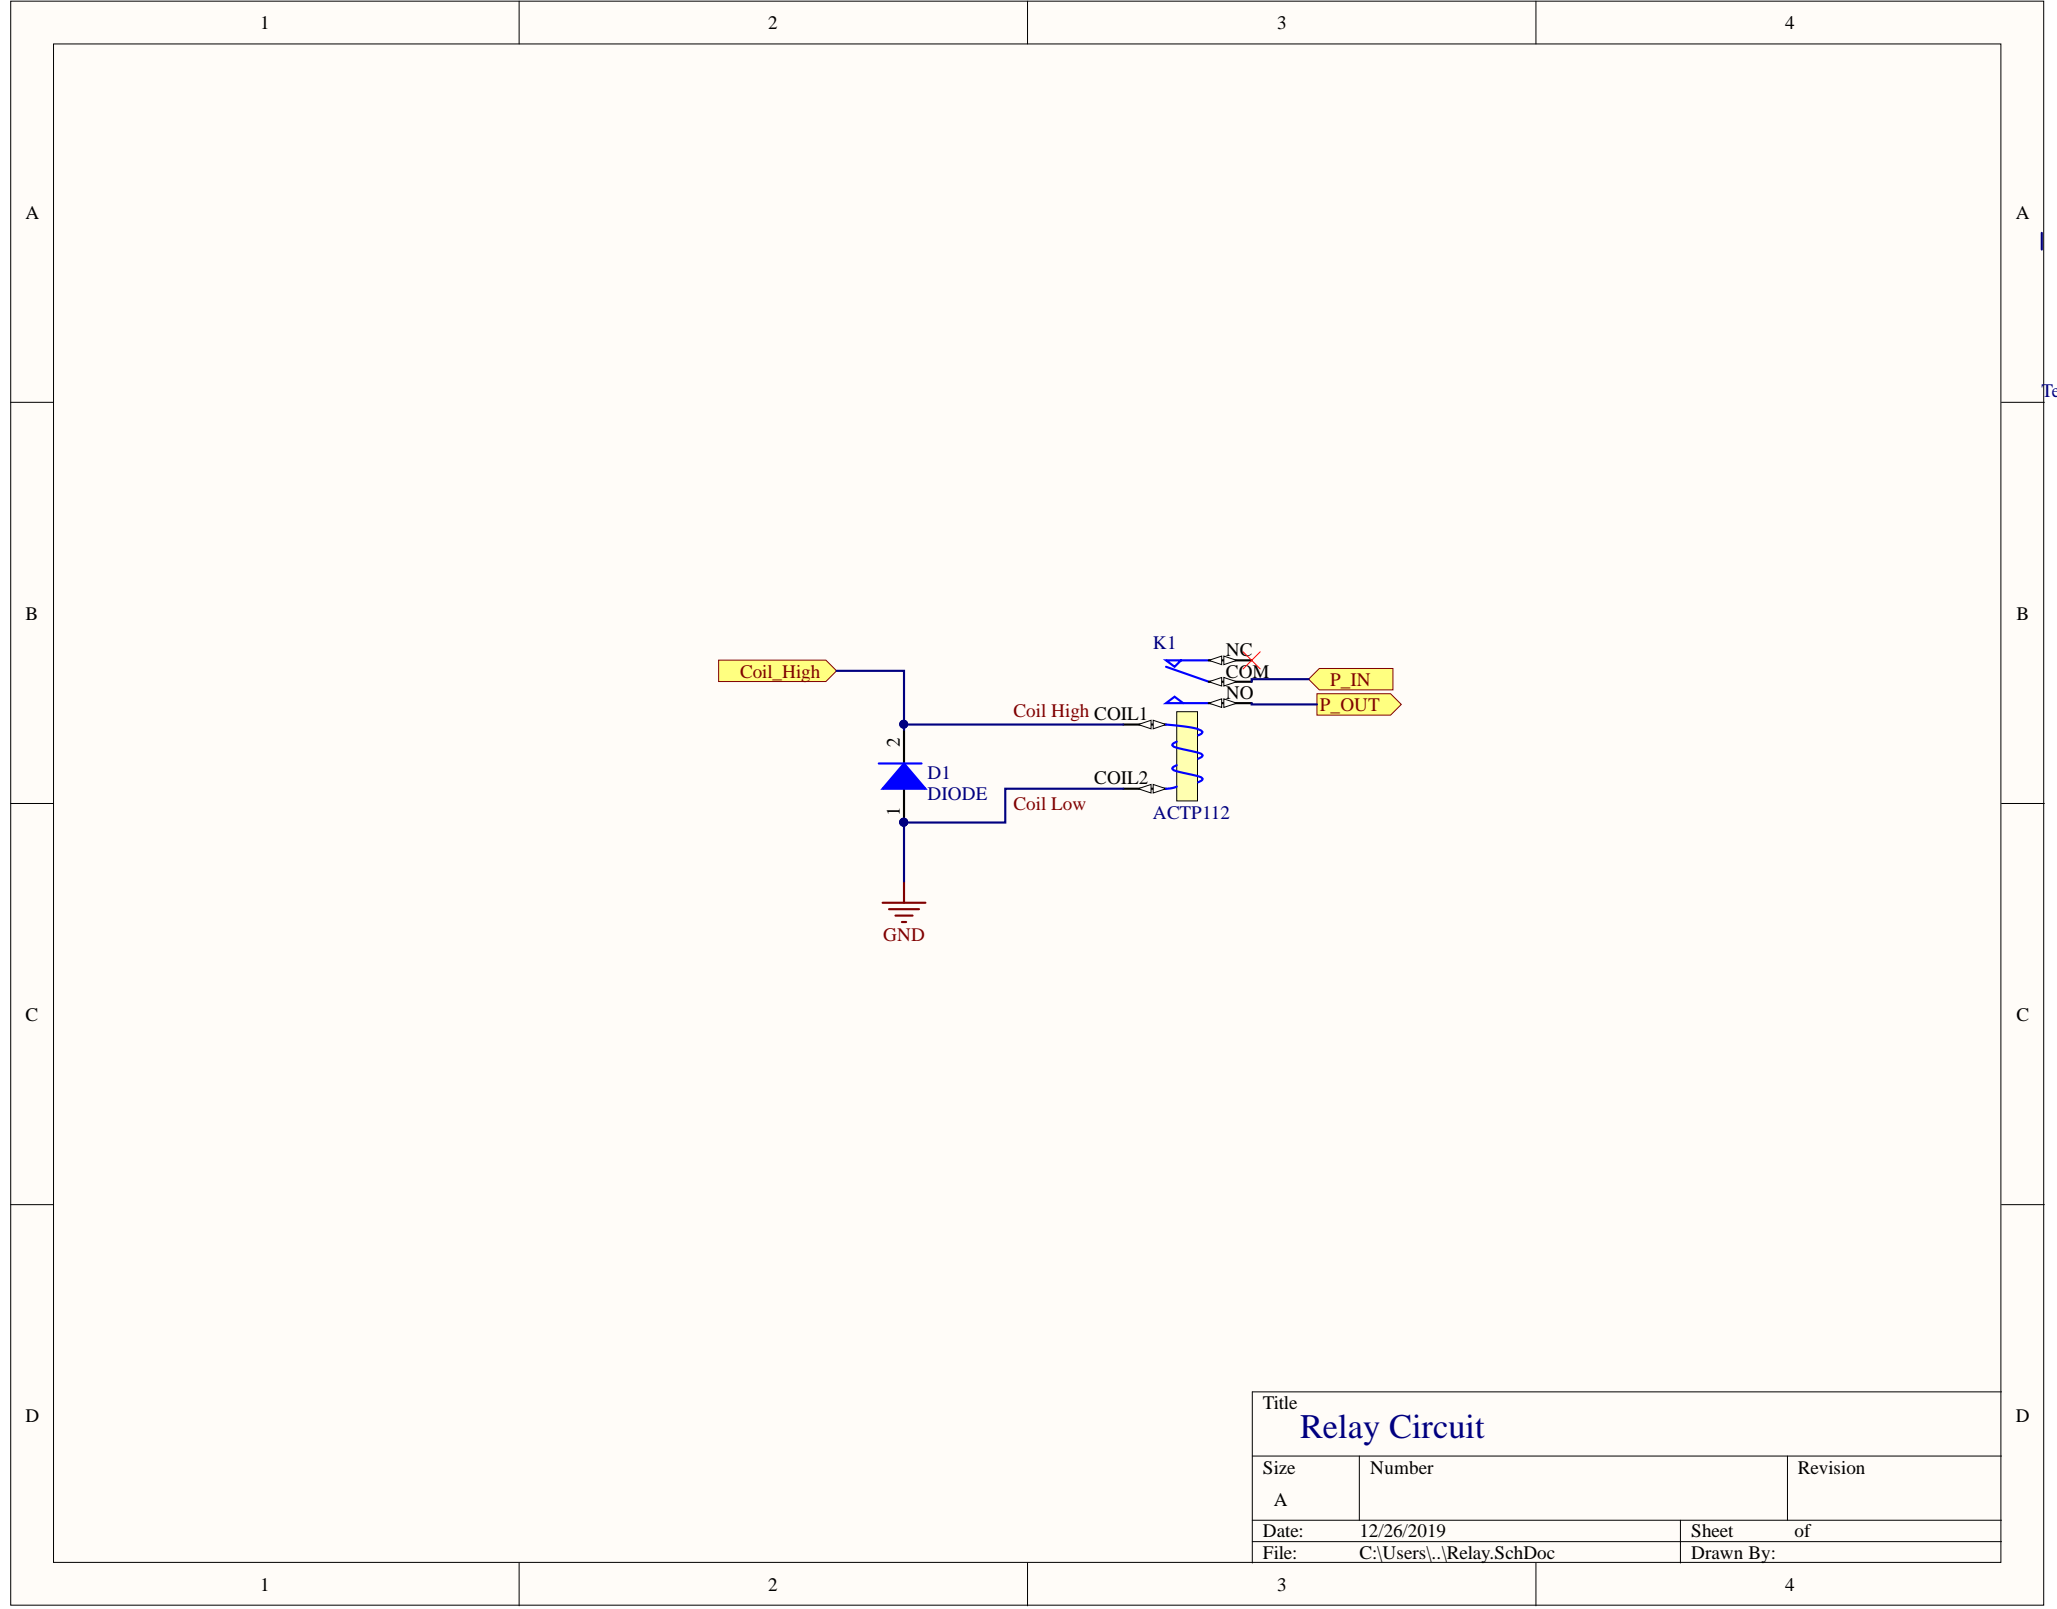 1 2 3 4
A A
Te
B B
K1
NC
COM
NO
P_IN
P_OUT
Coil_High
Coil High COIL1
2
D1
DIODE
1
COIL2
Coil Low
ACTP112
GND
C C
D D
Title
Relay Circuit
Size Number Revision
A
Date: 12/26/2019 Sheet of
File: C:\Users\..\Relay.SchDoc Drawn By:
1 2 3 4